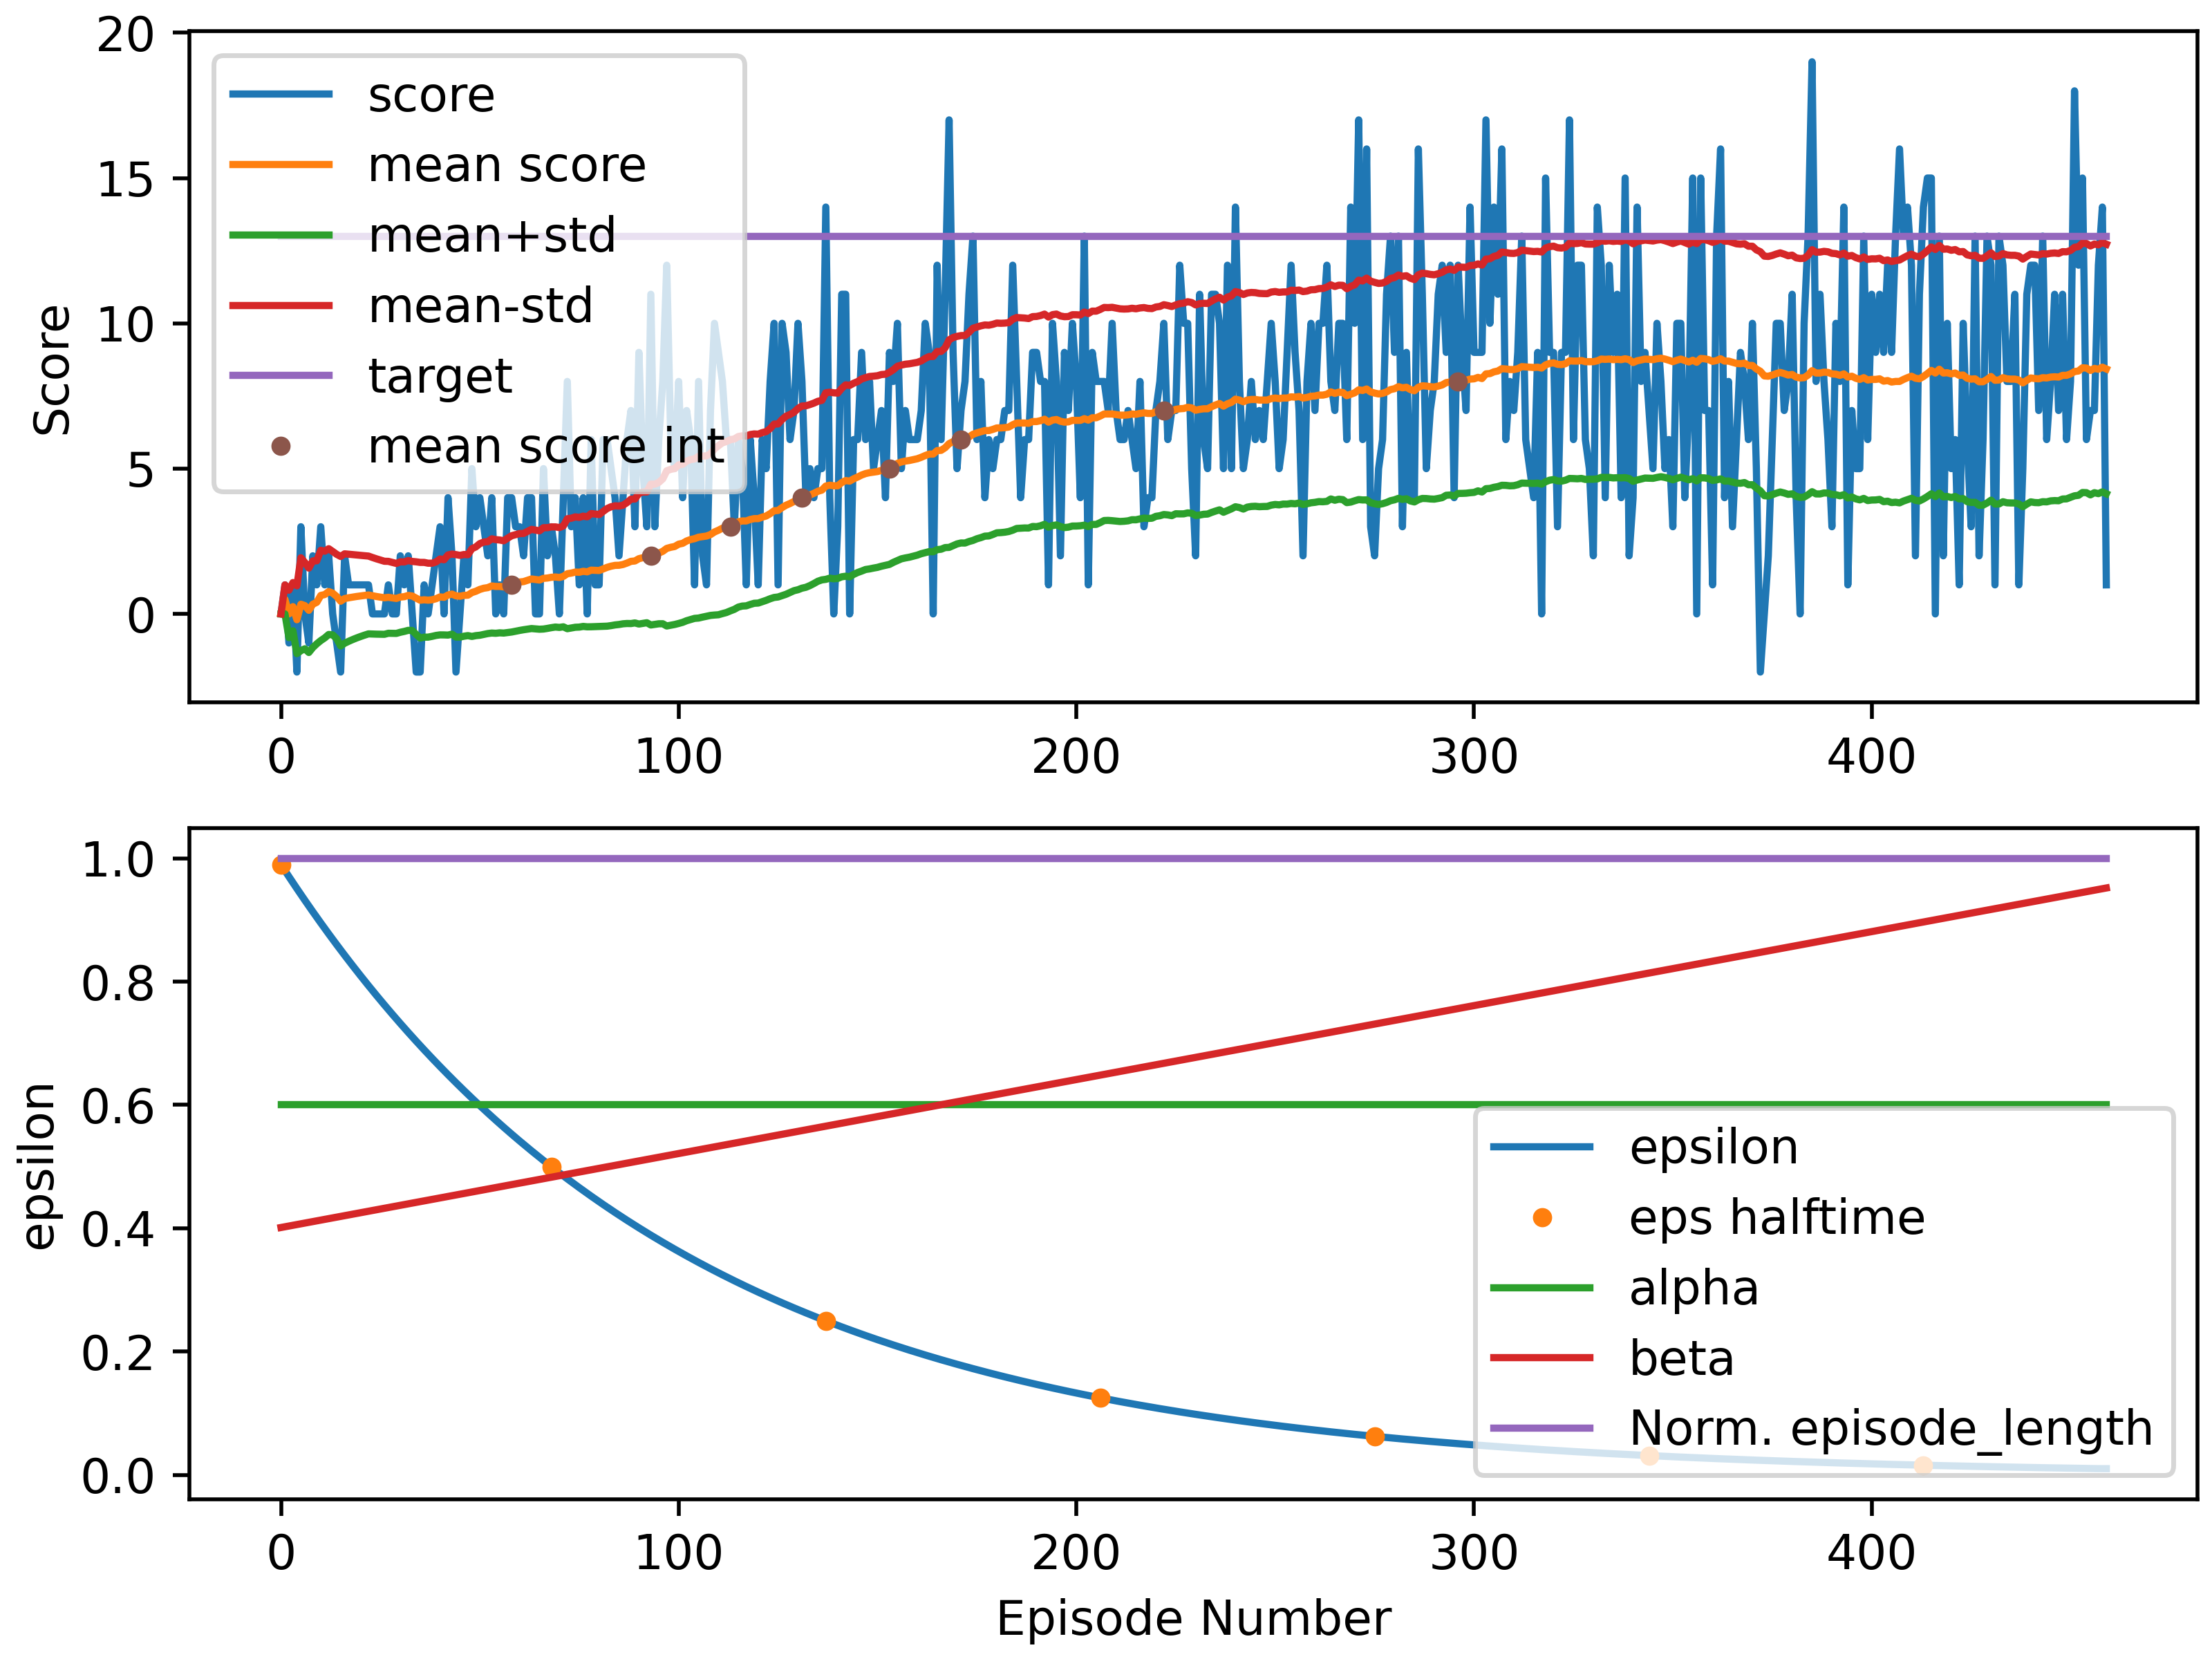 20
15
10
5
0
Score
score
mean score
mean+std
mean-std
target
mean score int
0 100 200 300 400
1.0
0.8
0.6
0.4
0.2
0.0
epsilon
epsilon
eps halftime
alpha
beta
Norm. episode_length
0 100 200 300 400
Episode Number